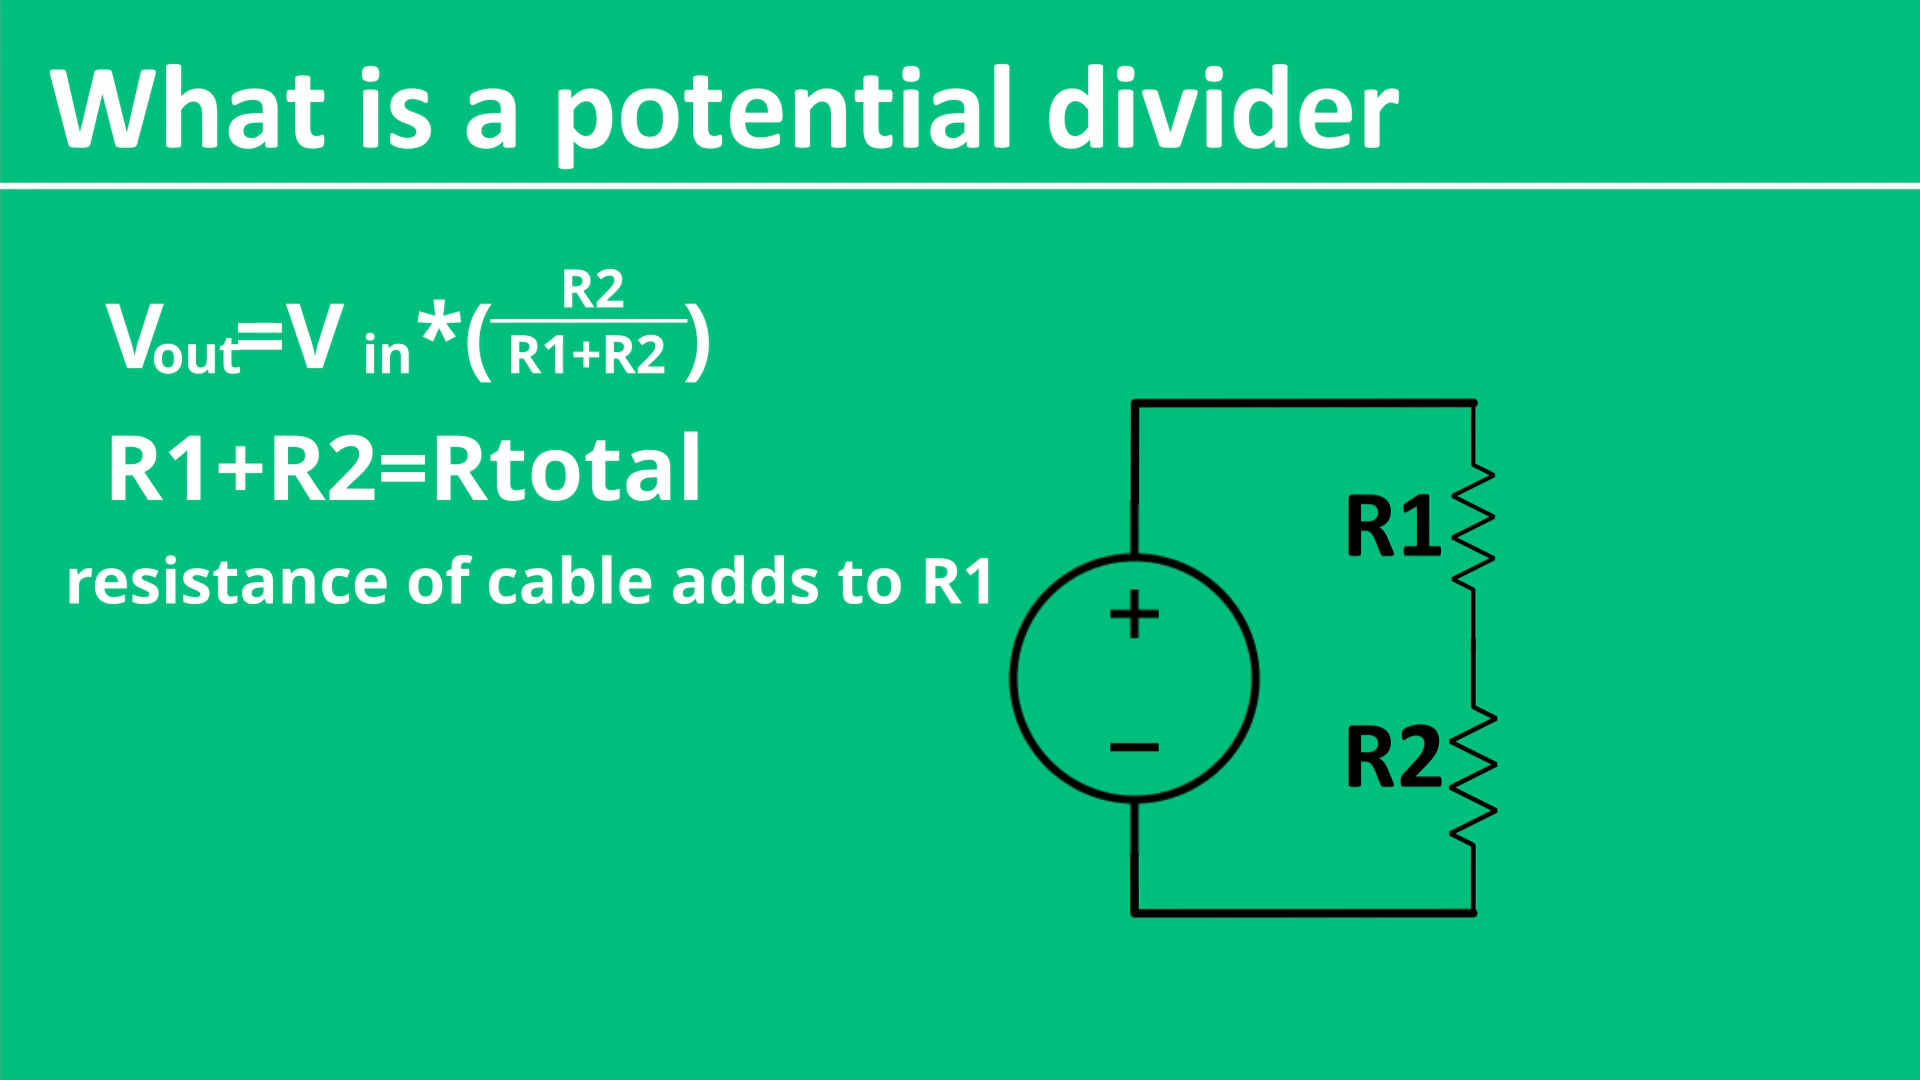 What is a potential divider
Vout=V in*(R2
R1+R2)
R1+R2=Rtotal
resistance of cable adds to R1
R1
+
−
R2